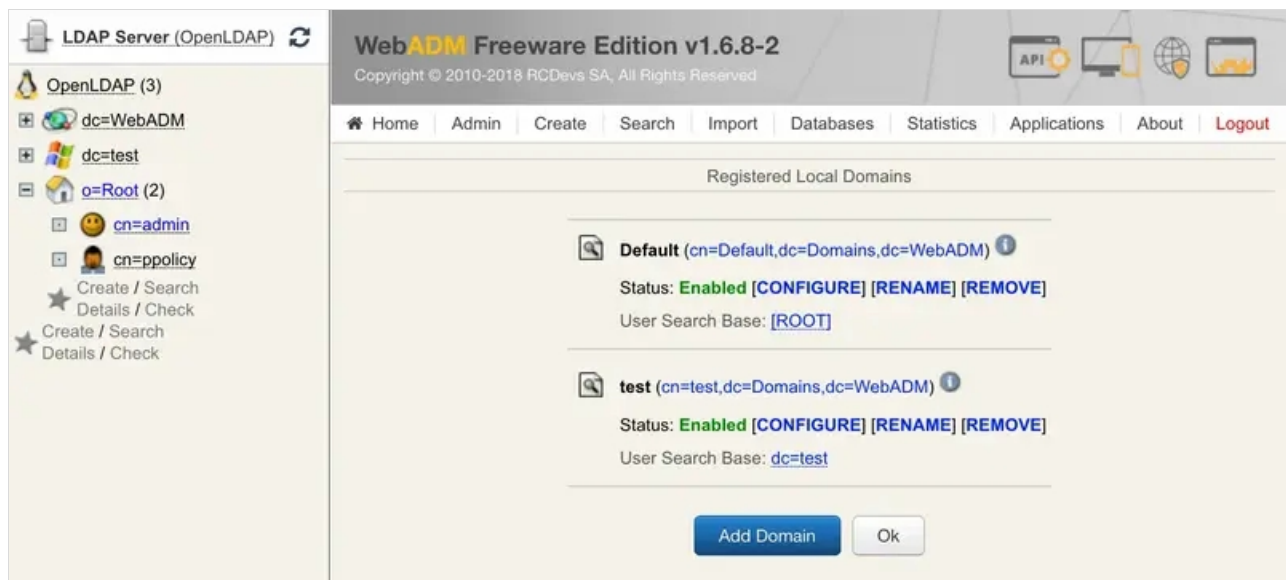 LDAP Server (OpenLDAP)
OpenLDAP (3)
dc=WebADM
dc=test
o=Root (2)
cn=admin
cn=ppolicy
Create / Search
Details / Check
Create / Search
Details / Check
WebADM Freeware Edition v1.6.8-2
Copyright © 2010-2018 RCDevs SA, All Rights Reserved
API
Home Admin Create Search Import Databases Statistics Applications About Logout
Registered Local Domains
Default (cn=Default,dc=Domains,dc=WebADM)
Status: Enabled [CONFIGURE] [RENAME] [REMOVE]
User Search Base: [ROOT]
test (cn=test,dc=Domains,dc=WebADM)
Status: Enabled [CONFIGURE] [RENAME] [REMOVE]
User Search Base: dc=test
Add Domain Ok